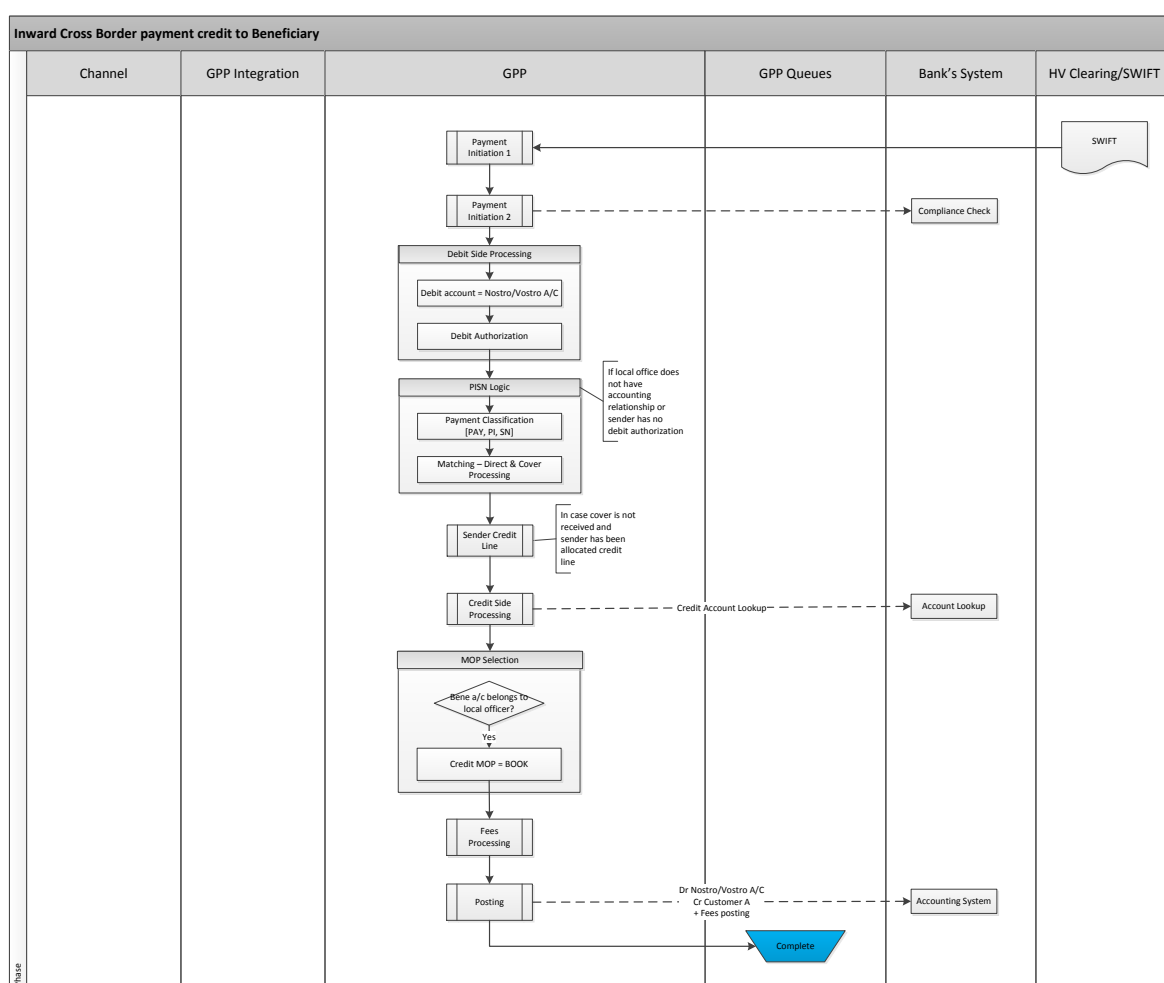 Inward Cross Border payment credit to Beneficiary
Channel
GPP Integration
GPP
GPP Queues
Bank's System
HV Clearing/SWIFT
Payment
Initiation 1
SWIFT
Payment
Initiation 2
Compliance Check
Debit Side Processing
Debit account = Nostro/Vostro A/C
Debit Authorization
If local office does
not have
accounting
relationship or
sender has no
debit authorization
PISN Logic
Payment Classification
[PAY, PI, SN]
Matching – Direct & Cover
Processing
In case cover is not
received and
sender has been
allocated credit
line
Sender Credit
Line
Credit Side
Processing
Credit Account Lookup
Account Lookup
MOP Selection
Bene a/c belongs to
local officer?
Yes
Credit MOP = BOOK
Fees
Processing
Posting
Dr Nostro/Vostro A/C
Cr Customer A
+ Fees posting
Accounting System
Complete
Phase